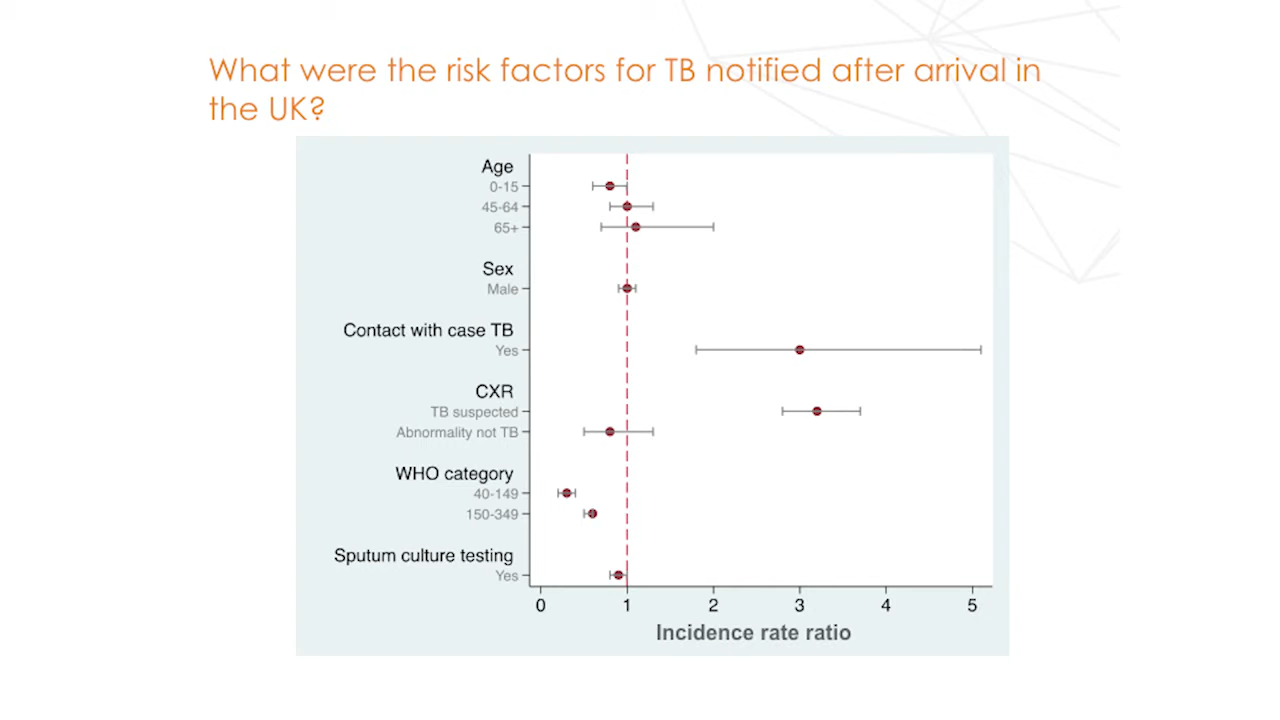 What were the risk factors for TB notified after arrival in
the UK?
Age
0-15
45-64
65+
Sex
Male
Contact with case TB
Yes
CXR
TB suspected
Abnormality not TB
WHO category
40-149
150-349
Sputum culture testing
Yes
0 1 2 3 4 5
Incidence rate ratio